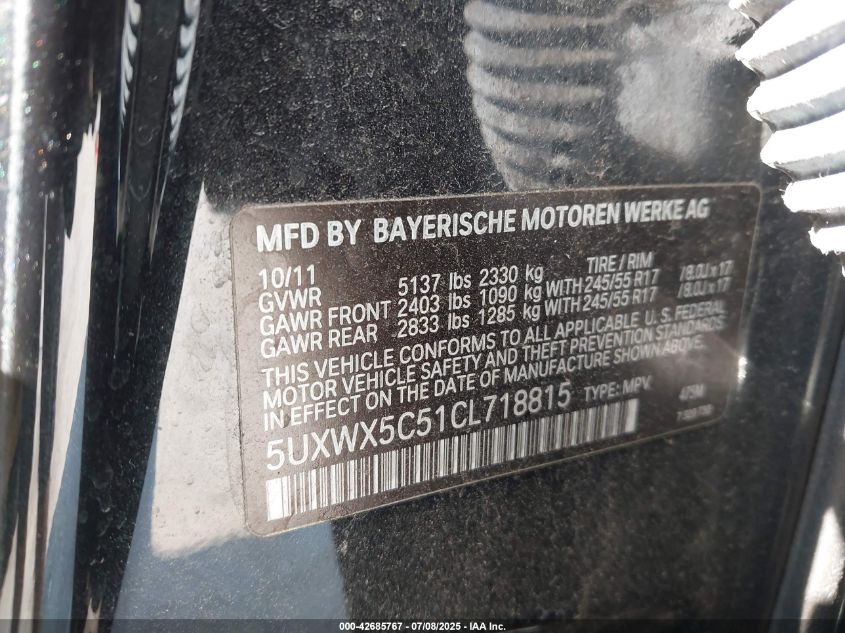 MFD BY BAYERISCHE MOTOREN WERKE AG
10/11 TIRE / RIM
GVWR 5137 lbs 2330 kg
GAWR FRONT 2403 lbs 1090 kg WITH 245/55 R17 /8.0J x 17
GAWR REAR 2833 lbs 1285 kg WITH 245/55 R17 /8.0J x 17
THIS VEHICLE CONFORMS TO ALL APPLICABLE U.S. FEDERAL
MOTOR VEHICLE SAFETY AND THEFT PREVENTION STANDARDS
IN EFFECT ON THE DATE OF MANUFACTURE SHOWN ABOVE.
5UXWX5C51CL718815 TYPE: MPV
000-42685767 - 07/08/2025 - IAA Inc.